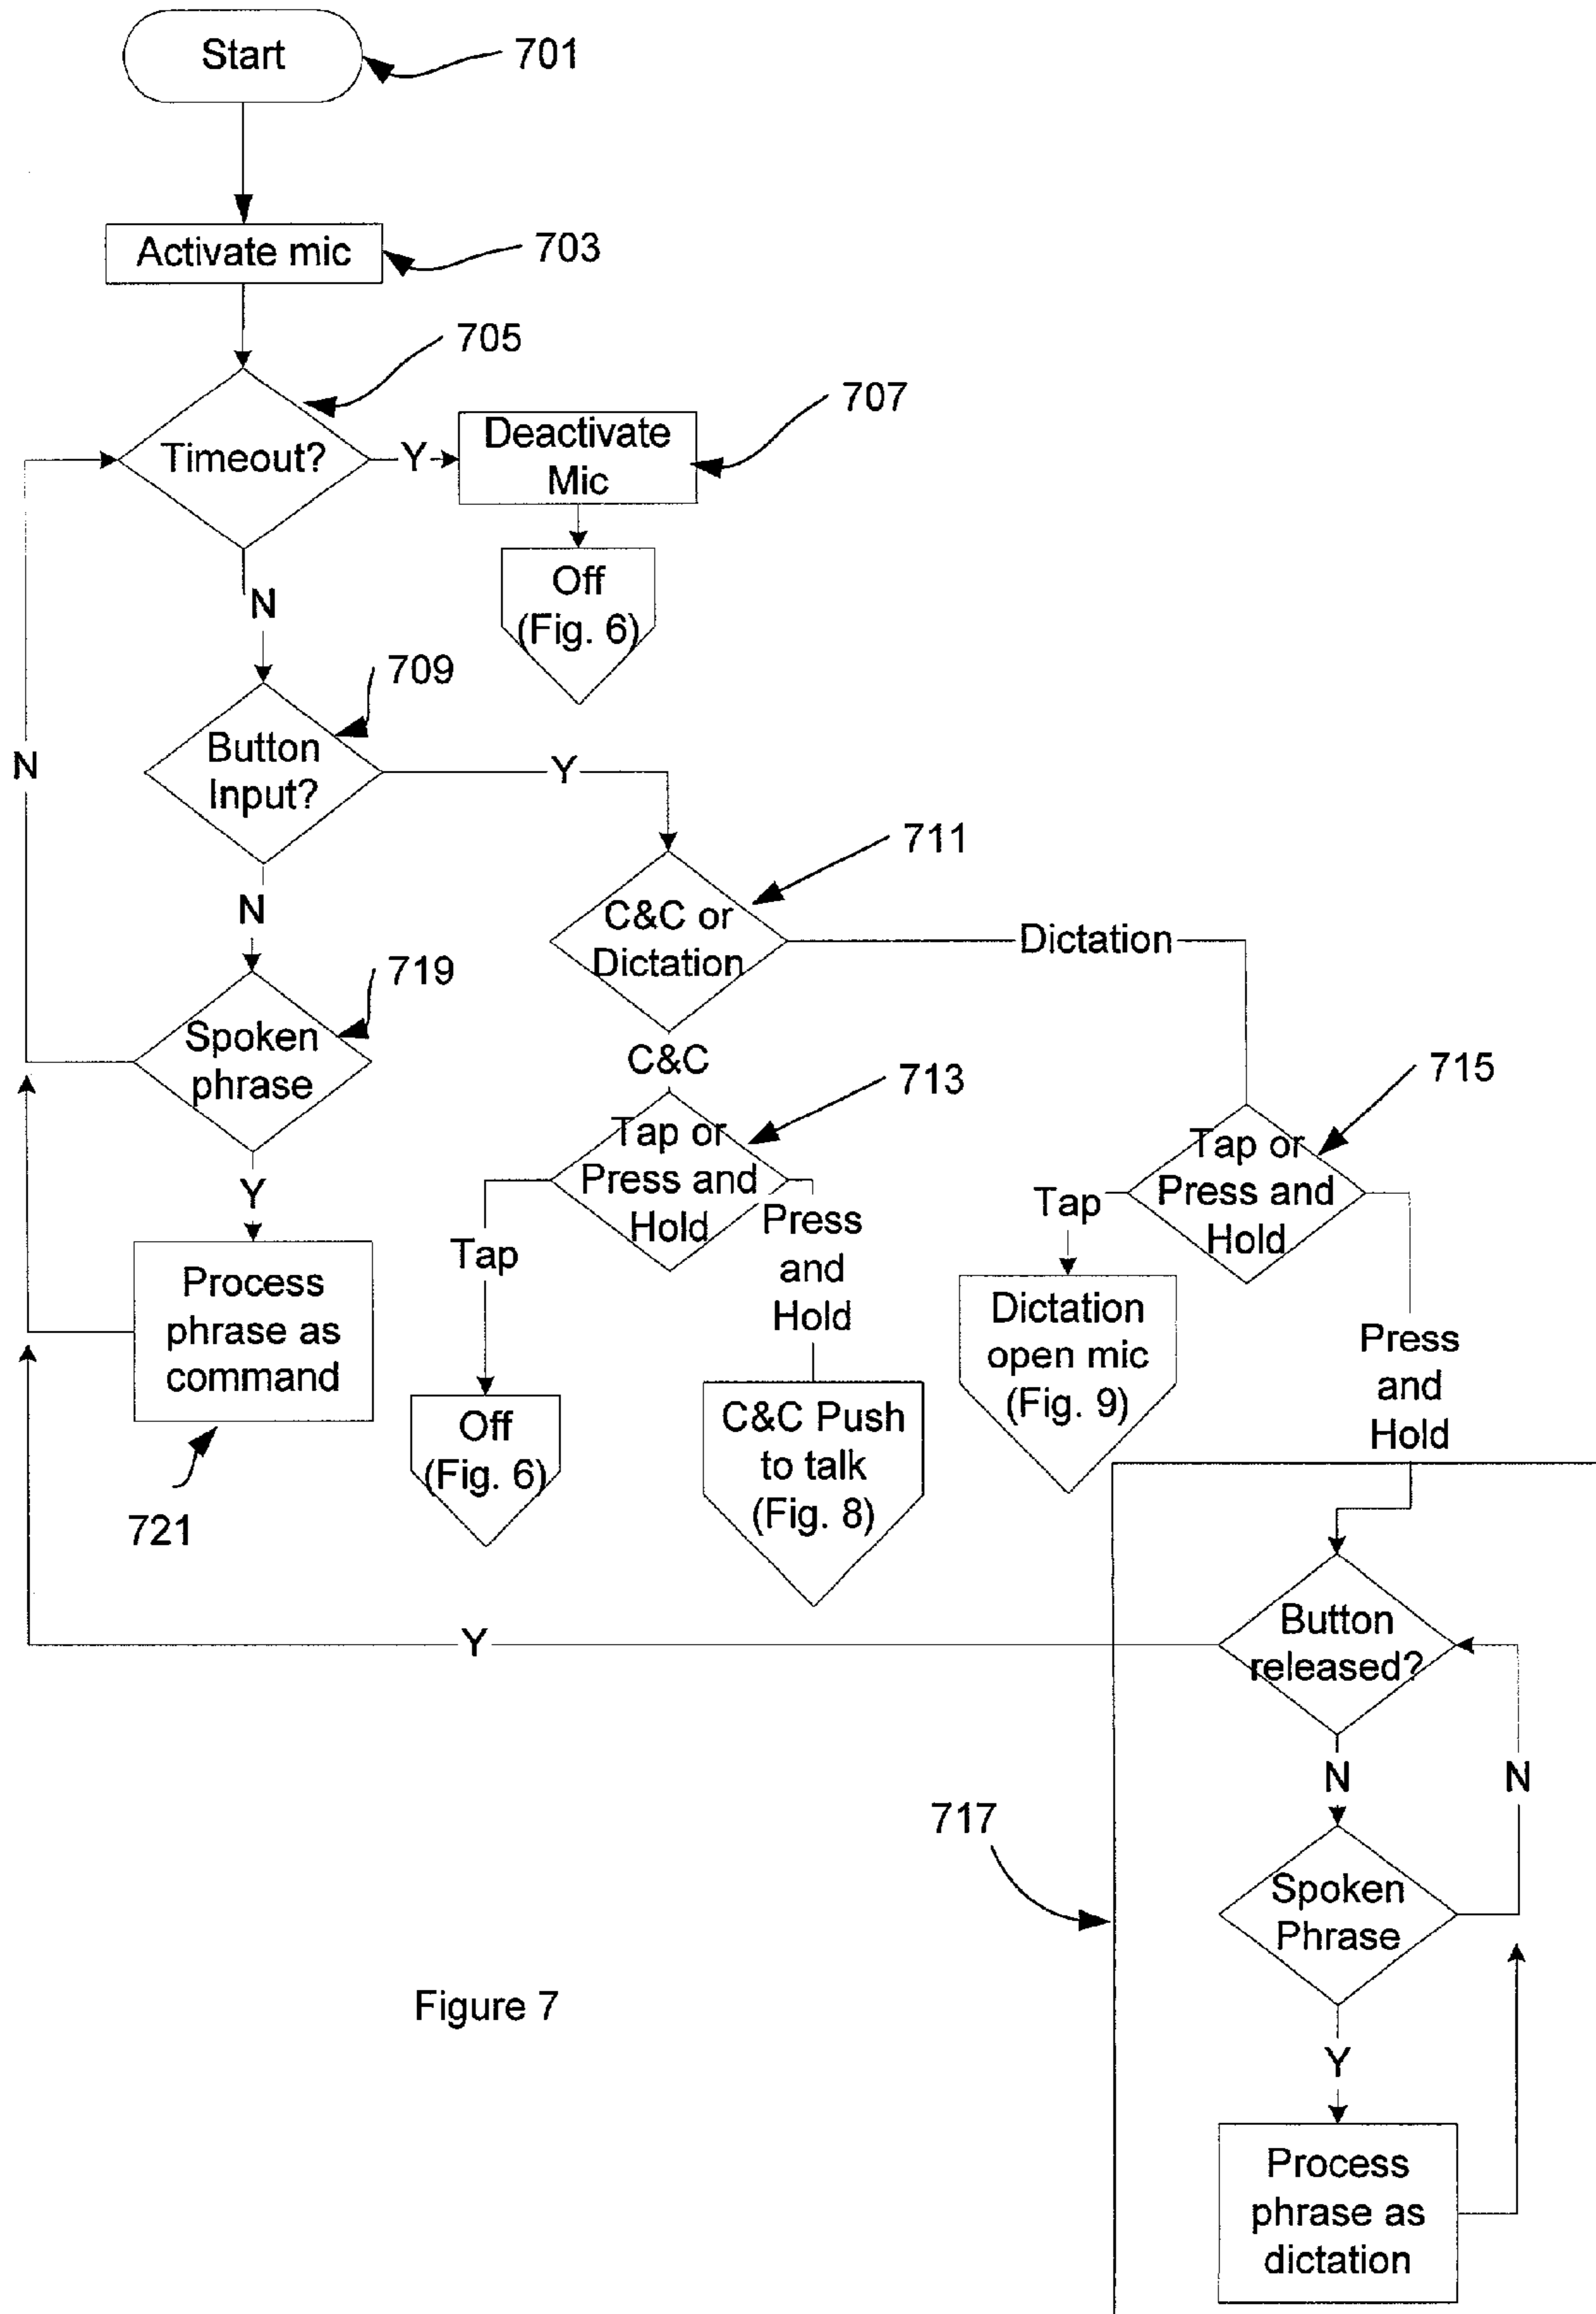 Start
701
Activate mic
703
705
Timeout?
Y
Deactivate
Mic
707
Off
(Fig. 6)
N
709
Button
Input?
Y
N
N
711
C&C or
Dictation
Dictation
719
Spoken
phrase
C&C
713
Tap or
Press and
Hold
715
Tap or
Press and
Hold
Y
Tap
Press
and
Hold
Tap
Process
phrase as
command
721
Off
(Fig. 6)
C&C Push
to talk
(Fig. 8)
Dictation
open mic
(Fig. 9)
Press
and
Hold
Y
Button
released?
N
N
717
Spoken
Phrase
Y
Process
phrase as
dictation
Figure 7